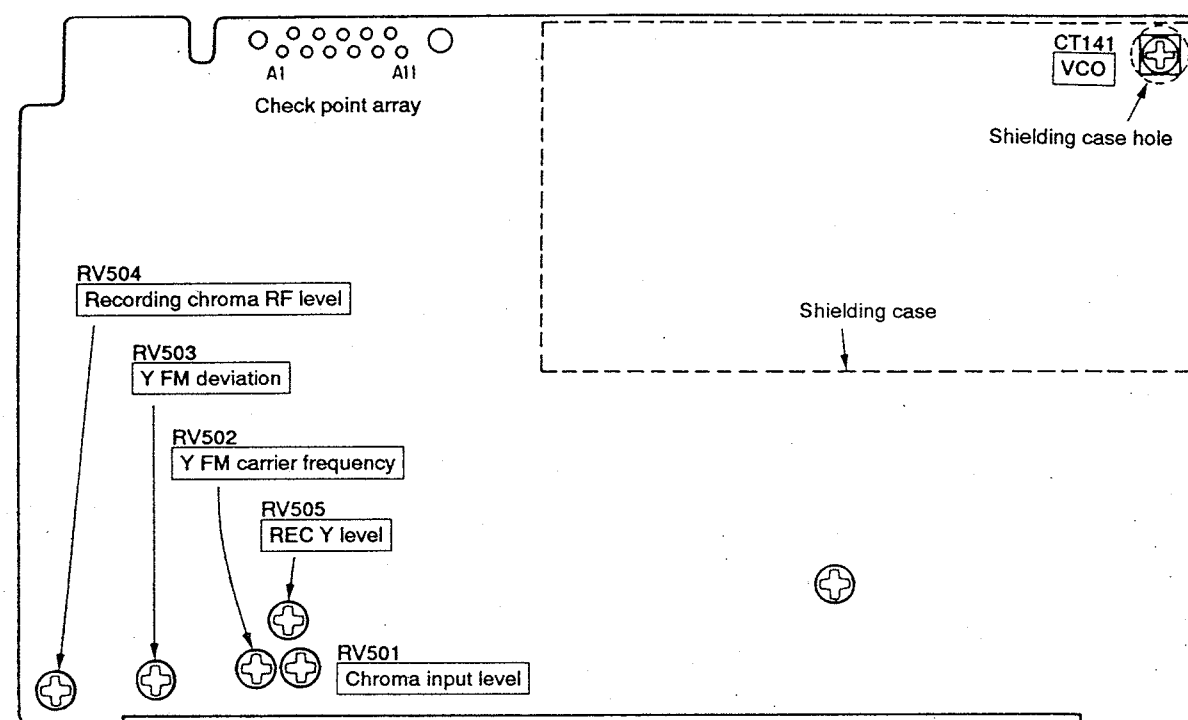 A1
A11
Check point array
CT141
VCO
Shielding case hole
RV504
Recording chroma RF level
Shielding case
RV503
Y FM deviation
RV502
Y FM carrier frequency
RV505
REC Y level
RV501
Chroma input level